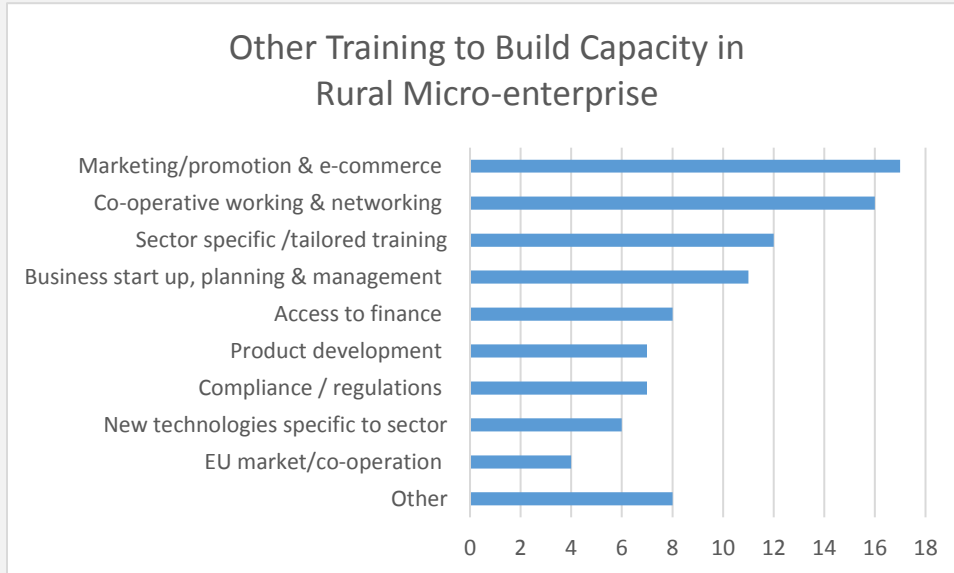 Other Training to Build Capacity in
Rural Micro-enterprise
Marketing/promotion & e-commerce
Co-operative working & networking
Sector specific /tailored training
Business start up, planning & management
Access to finance
Product development
Compliance / regulations
New technologies specific to sector
EU market/co-operation
Other
0 2 4 6 8 10 12 14 16 18